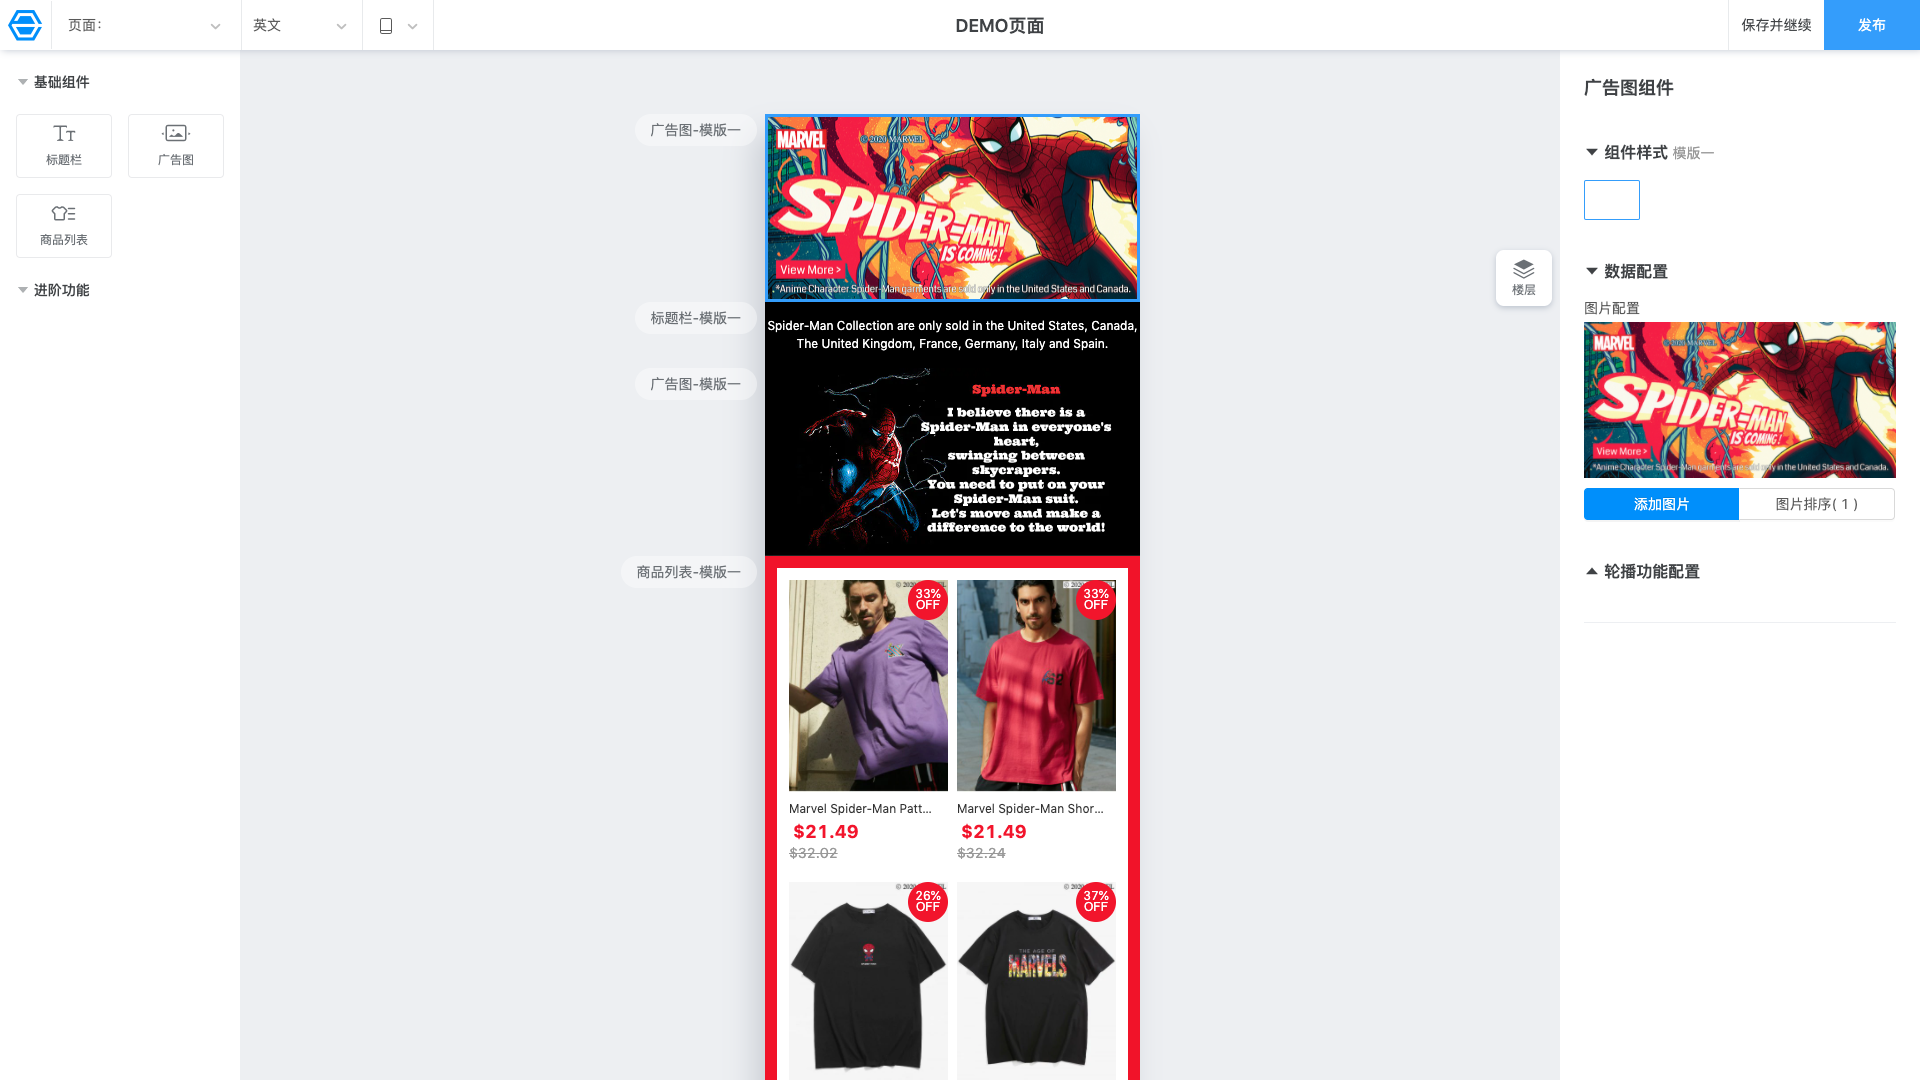 页面：
英文
DEMO页面
保存并继续
发布
基础组件
标题栏
广告图
商品列表
进阶功能
广告图-模版一
MARVEL
© 2020 MARVEL
SPIDER-MAN
IS COMING!
View More >
*Anime Character Spider-Man garments are sold only in the United States and Canada.
标题栏-模版一
Spider-Man Collection are only sold in the United States, Canada,
The United Kingdom, France, Germany, Italy and Spain.
广告图-模版一
Spider-Man
I believe there is a
Spider-Man in everyone's
heart,
swinging between
skycrapers.
You need to put on your
Spider-Man suit.
Let's move and make a
difference to the world!
商品列表-模版一
33%
OFF
33%
OFF
Marvel Spider-Man Patt...
Marvel Spider-Man Shor...
$21.49
$21.49
$32.02
$32.24
26%
OFF
37%
OFF
THE AGE OF
MARVELS
楼层
广告图组件
组件样式 模版一
数据配置
图片配置
MARVEL
© 2020 MARVEL
SPIDER-MAN
IS COMING!
View More >
*Anime Character Spider-Man garments are sold only in the United States and Canada.
添加图片
图片排序( 1 )
轮播功能配置